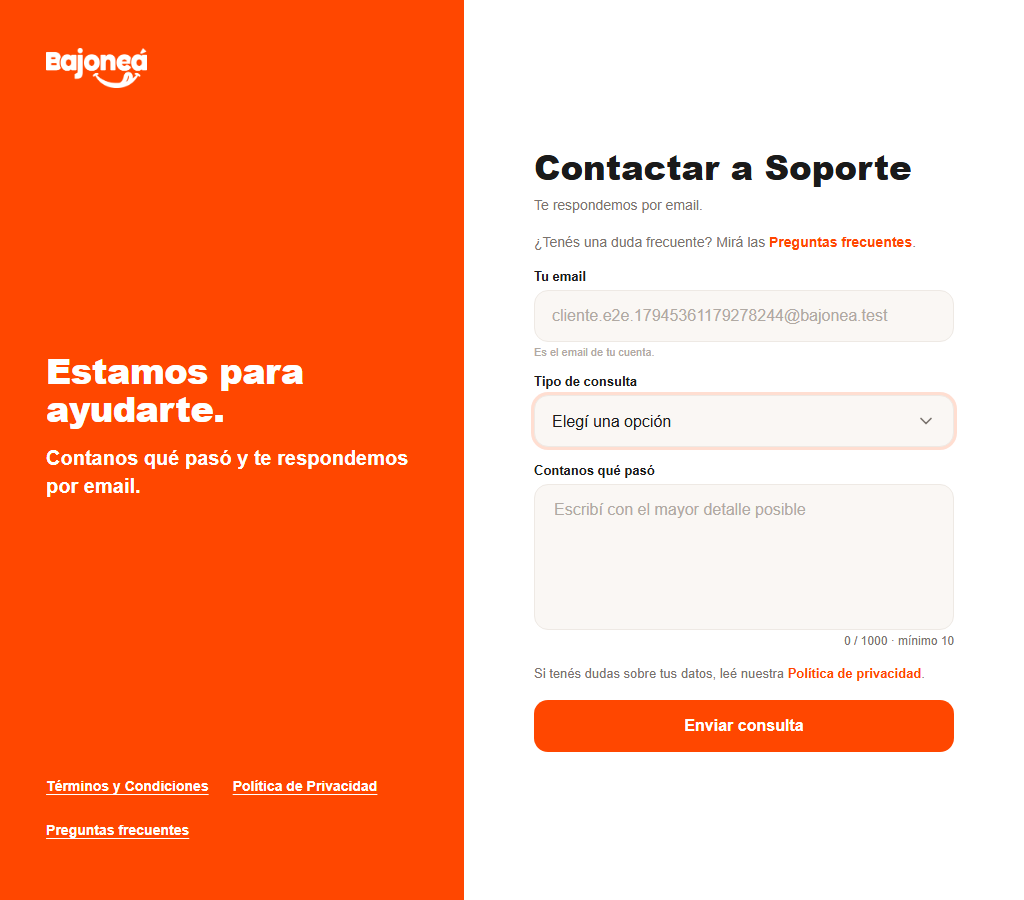 Bajoneá
Estamos para
ayudarte.
Contanos qué pasó y te respondemos
por email.
Términos y Condiciones Política de Privacidad
Preguntas frecuentes
Contactar a Soporte
Te respondemos por email.
¿Tenés una duda frecuente? Mirá las Preguntas frecuentes.
Tu email
cliente.e2e.17945361179278244@bajonea.test
Es el email de tu cuenta.
Tipo de consulta
Elegí una opción
Contanos qué pasó
Escribí con el mayor detalle posible
0 / 1000 · mínimo 10
Si tenés dudas sobre tus datos, leé nuestra Política de privacidad.
Enviar consulta